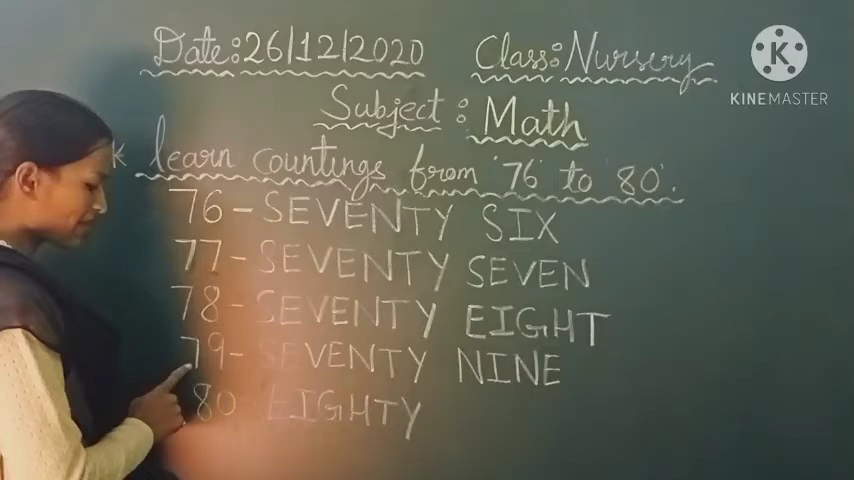 Date:26/12/2020 Class:Nursery
K
KINEMASTER
Subject : Math
* learn countings from '76' to '80'.
76 - SEVENTY SIX
77 - SEVENTY SEVEN
78 - SEVENTY EIGHT
79 - SEVENTY NINE
80 EIGHTY